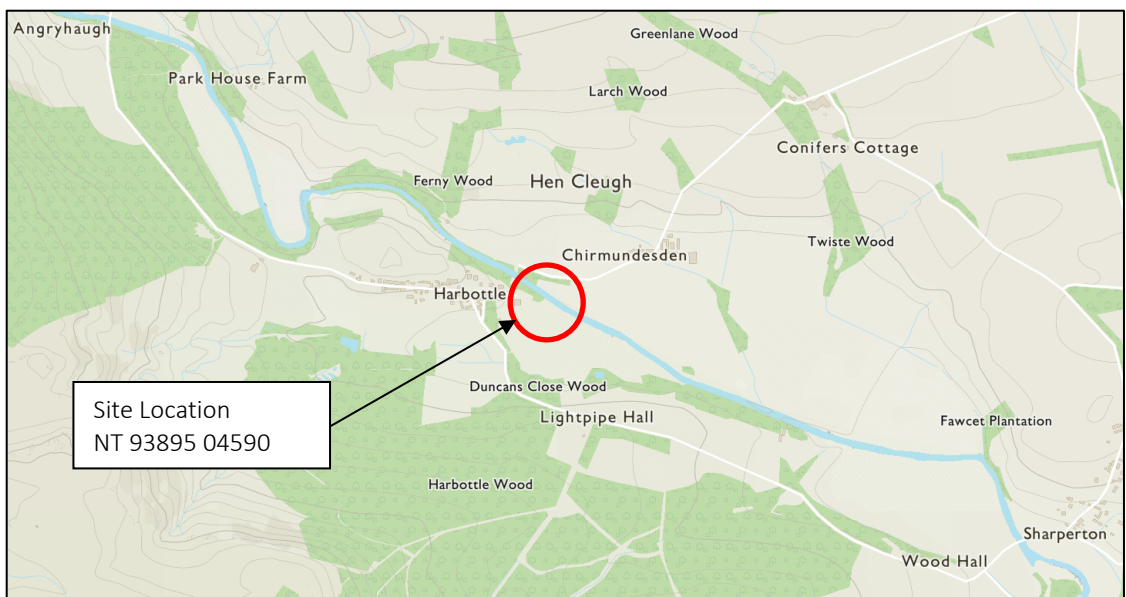 Angryhaugh
Greenlane Wood
Park House Farm
Larch Wood
Conifers Cottage
Ferny Wood
Hen Cleugh
Twiste Wood
Chirmundesden
Harbottle
Duncans Close Wood
Site Location
NT 93895 04590
Lightpipe Hall
Fawcet Plantation
Harbottle Wood
Sharperton
Wood Hall